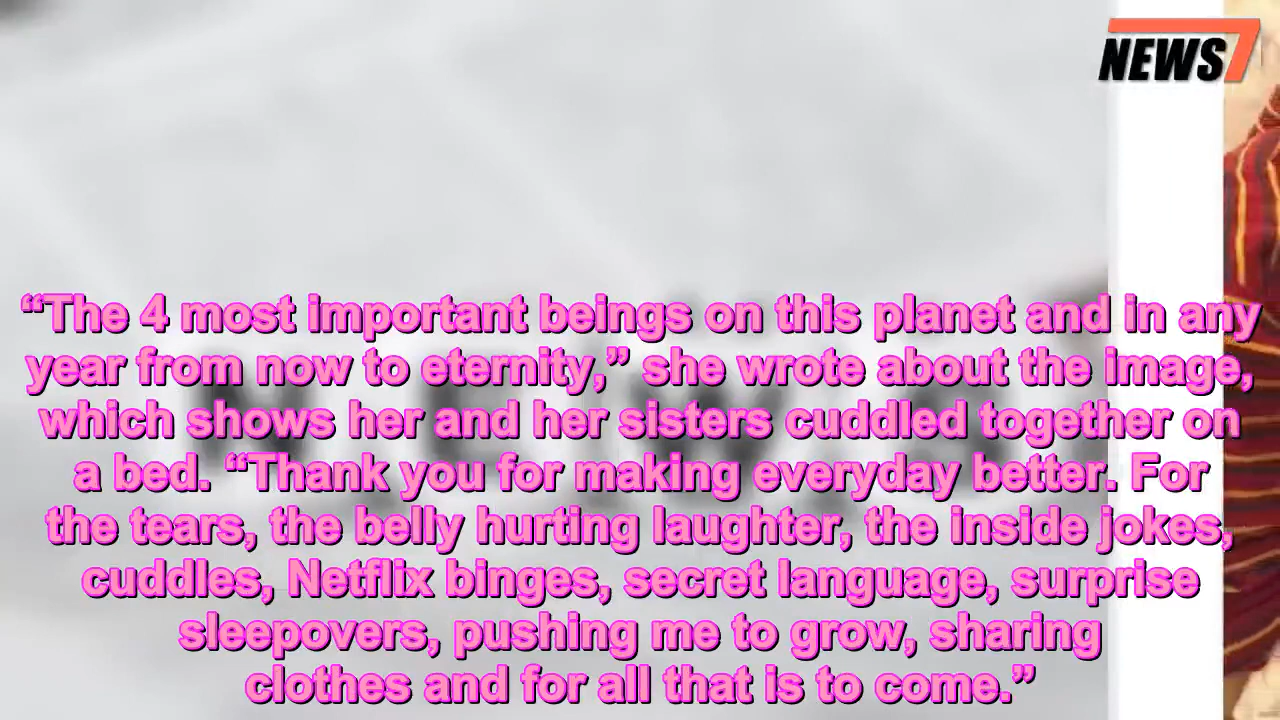 NEWS7
“The 4 most important beings on this planet and in any
year from now to eternity,” she wrote about the image,
which shows her and her sisters cuddled together on
a bed. “Thank you for making everyday better. For
the tears, the belly hurting laughter, the inside jokes,
cuddles, Netflix binges, secret language, surprise
sleepovers, pushing me to grow, sharing
clothes and for all that is to come.”